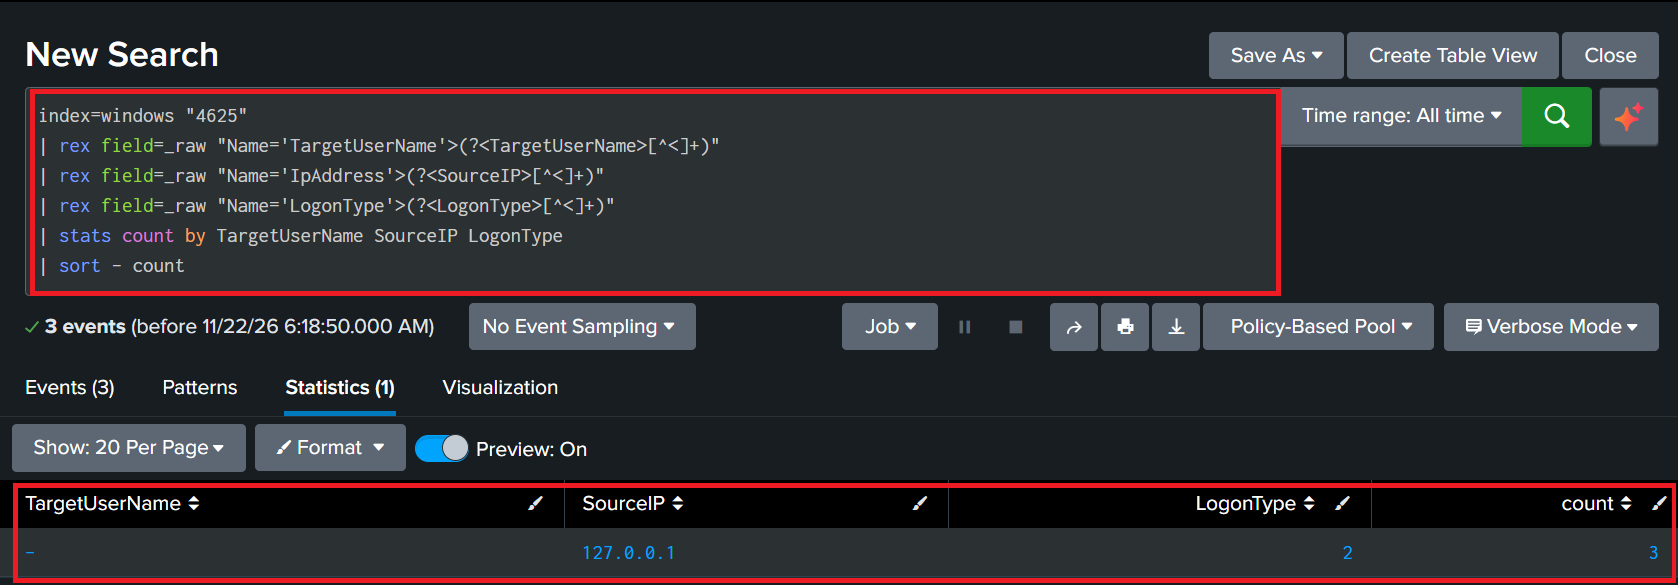 New Search
Save As
Create Table View
Close
index=windows "4625"
| rex field=_raw "Name='TargetUserName'>(?<TargetUserName>[^<]+)"
| rex field=_raw "Name='IpAddress'>(?<SourceIP>[^<]+)"
| rex field=_raw "Name='LogonType'>(?<LogonType>[^<]+)"
| stats count by TargetUserName SourceIP LogonType
| sort - count
Time range: All time
3 events (before 11/22/26 6:18:50.000 AM)
No Event Sampling
Job
Policy-Based Pool
Verbose Mode
Events (3)
Patterns
Statistics (1)
Visualization
Show: 20 Per Page
Format
Preview: On
TargetUserName
SourceIP
LogonType
count
-
127.0.0.1
2
3